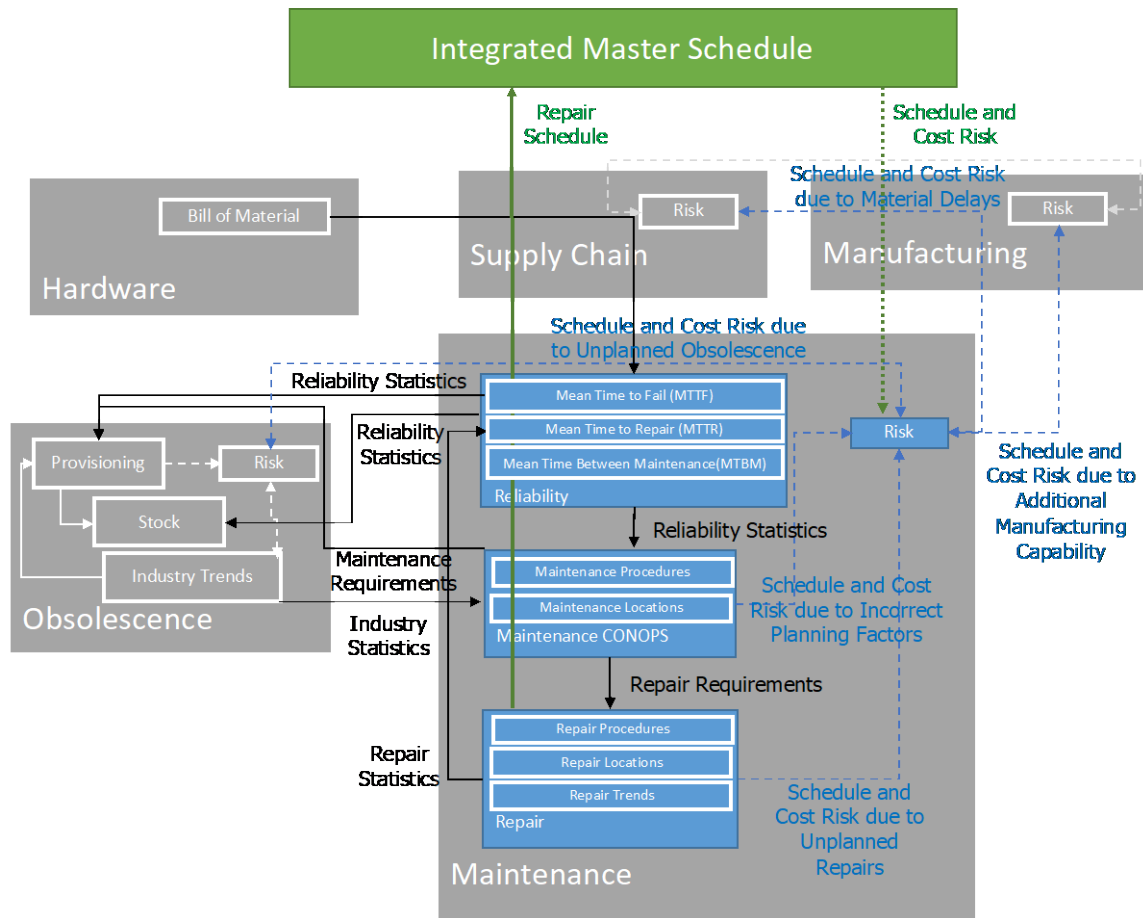 Integrated Master Schedule
Repair
Schedule
Schedule and
Cost Risk
Schedule and Cost Risk
due to Material Delays
Bill of Material
Hardware
Risk
Supply Chain
Risk
Manufacturing
Schedule and Cost Risk due
to Unplanned Obsolescence
Reliability Statistics
Mean Time to Fail (MTTF)
Mean Time to Repair (MTTR)
Mean Time Between Maintenance(MTBM)
Reliability
Risk
Reliability
Statistics
Provisioning
Risk
Stock
Industry Trends
Obsolescence
Schedule and
Cost Risk due to
Additional
Manufacturing
Capability
Reliability Statistics
Maintenance
Requirements
Maintenance Procedures
Maintenance Locations
Maintenance CONOPS
Schedule and Cost
Risk due to Incorrect
Planning Factors
Industry
Statistics
Repair Requirements
Repair Procedures
Repair Locations
Repair Trends
Repair
Repair
Statistics
Schedule and
Cost Risk due to
Unplanned
Repairs
Maintenance